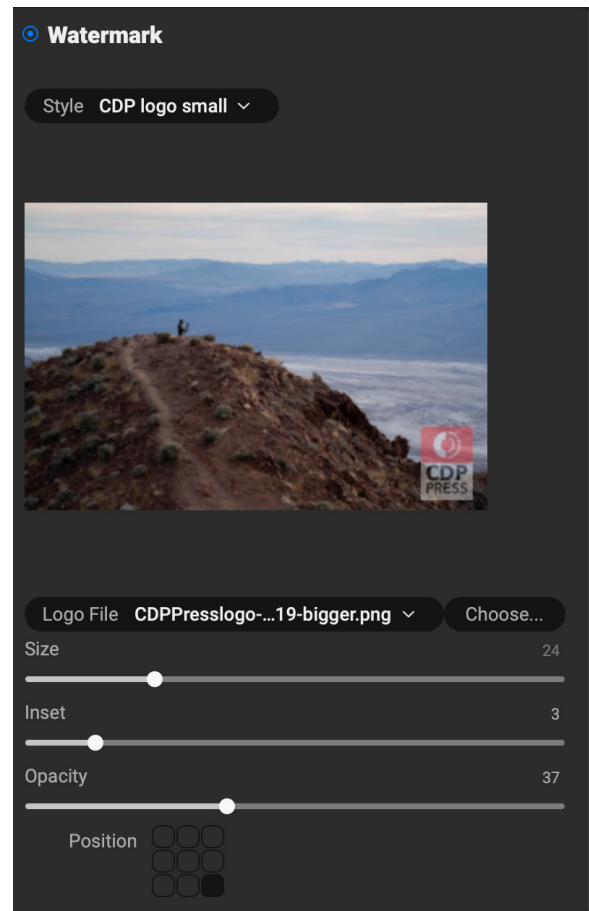 Watermark
Style CDP logo small
CDP
PRESS
Logo File CDPPresslogo-...19-bigger.png Choose...
Size 24
Inset 3
Opacity 37
Position